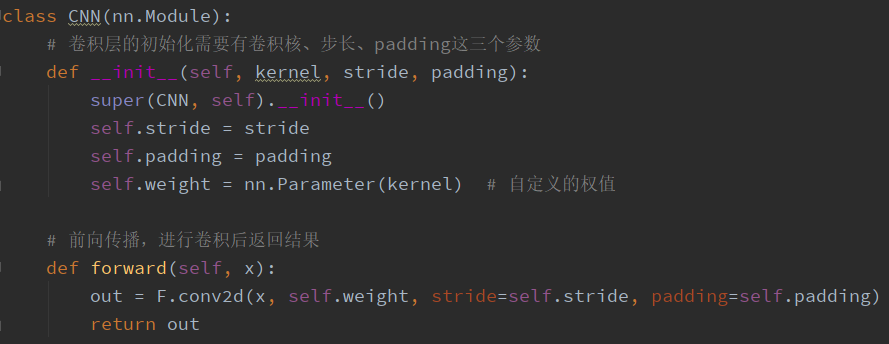 class CNN(nn.Module):
    # 卷积层的初始化需要有卷积核、步长、padding这三个参数
    def __init__(self, kernel, stride, padding):
        super(CNN, self).__init__()
        self.stride = stride
        self.padding = padding
        self.weight = nn.Parameter(kernel)  # 自定义的权值

    # 前向传播，进行卷积后返回结果
    def forward(self, x):
        out = F.conv2d(x, self.weight, stride=self.stride, padding=self.padding)
        return out